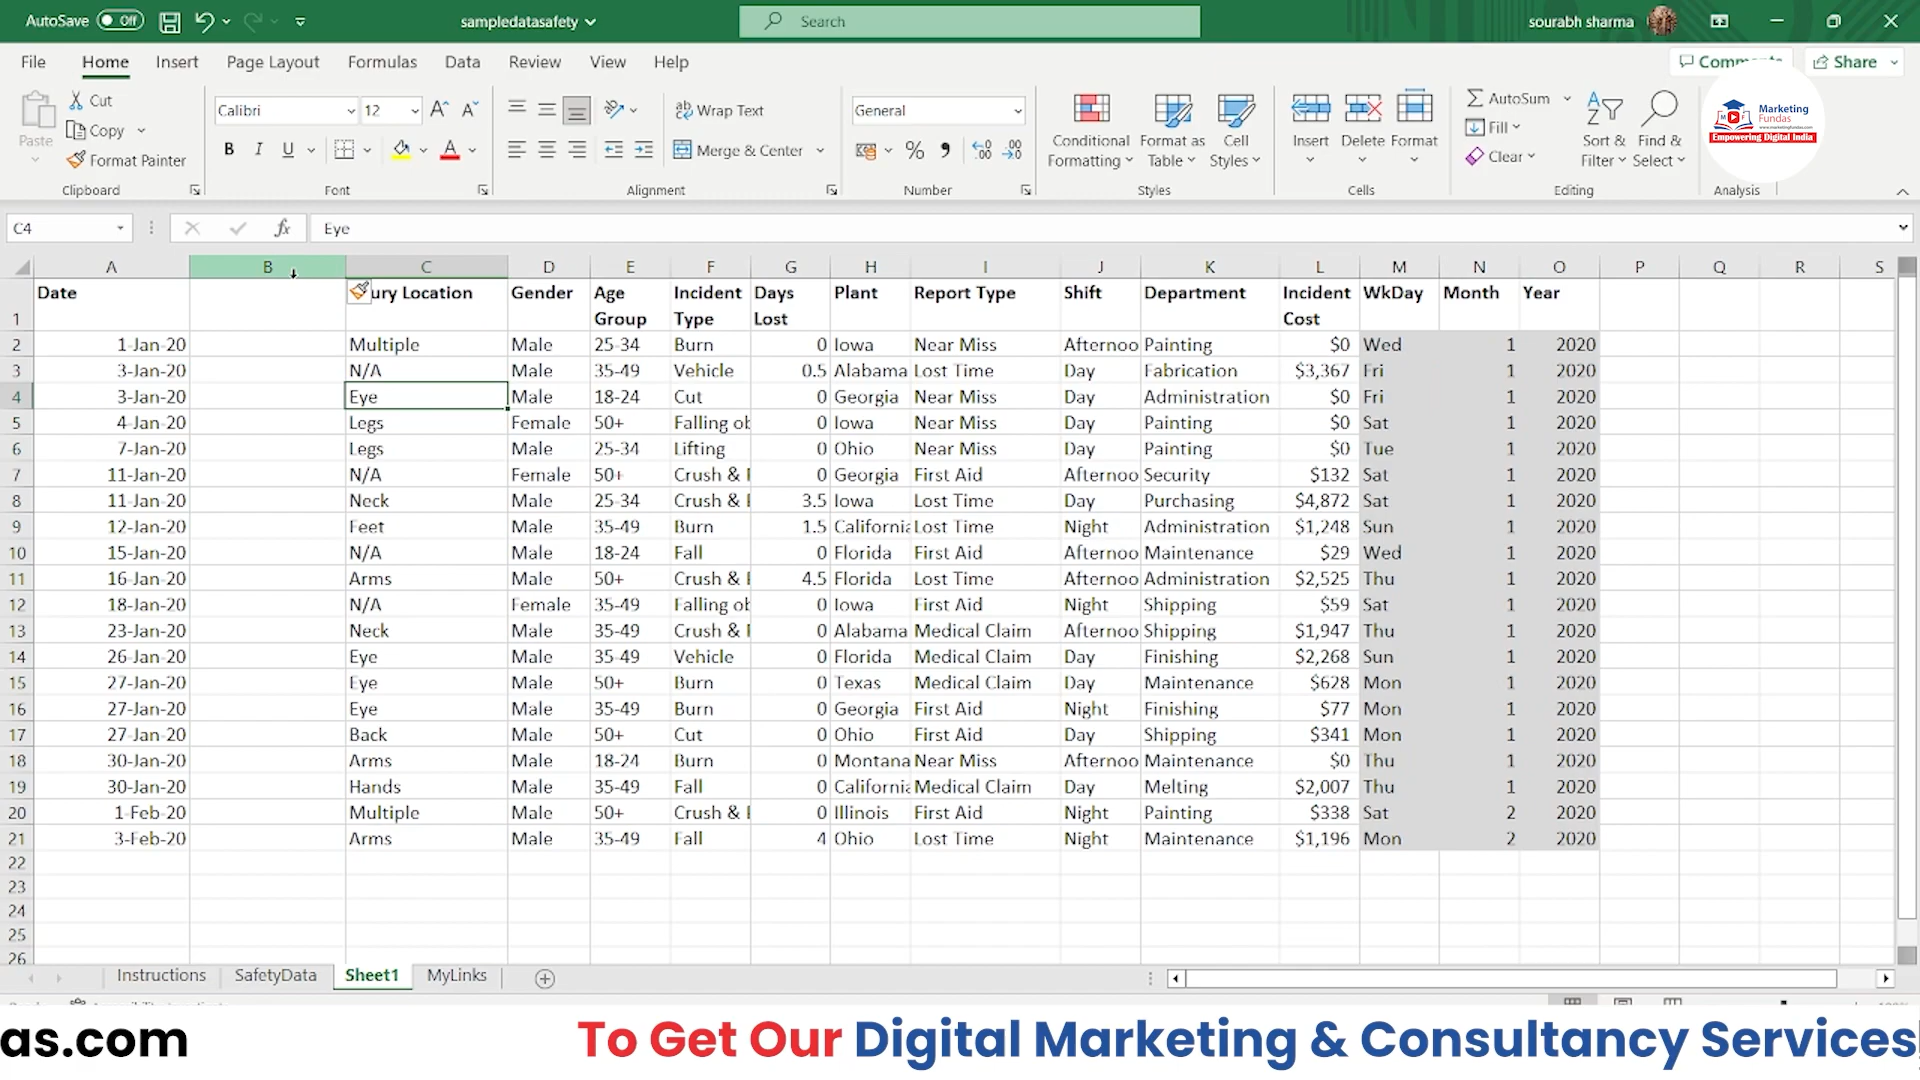 AutoSave Off sampledatasafety Search sourabh sharma
File Home Insert Page Layout Formulas Data Review View Help Comments Share
Paste Cut Copy Format Painter Clipboard
Calibri 12 A^ A˅ B I U A Font
Wrap Text Merge & Center Alignment
General % 9 .00 Number
Conditional Formatting Format as Table Cell Styles Styles
Insert Delete Format Cells
AutoSum Fill Clear Sort & Filter Find & Select Editing
Analysis
Marketing Fundas
www.marketingfundas.com
Empowering Digital India
C4 fx Eye
A B C D E F G H I J K L M N O P Q R S
1 Date ury Location Gender Age Group Incident Type Days Lost Plant Report Type Shift Department Incident Cost WkDay Month Year
2 1-Jan-20 Multiple Male 25-34 Burn 0 Iowa Near Miss Afternoo Painting $0 Wed 1 2020
3 3-Jan-20 N/A Male 35-49 Vehicle 0.5 Alabama Lost Time Day Fabrication $3,367 Fri 1 2020
4 3-Jan-20 Eye Male 18-24 Cut 0 Georgia Near Miss Day Administration $0 Fri 1 2020
5 4-Jan-20 Legs Female 50+ Falling ob 0 Iowa Near Miss Day Painting $0 Sat 1 2020
6 7-Jan-20 Legs Male 25-34 Lifting 0 Ohio Near Miss Day Painting $0 Tue 1 2020
7 11-Jan-20 N/A Female 50+ Crush & 0 Georgia First Aid Afternoo Security $132 Sat 1 2020
8 11-Jan-20 Neck Male 25-34 Crush & 3.5 Iowa Lost Time Day Purchasing $4,872 Sat 1 2020
9 12-Jan-20 Feet Male 35-49 Burn 1.5 California Lost Time Night Administration $1,248 Sun 1 2020
10 15-Jan-20 N/A Male 18-24 Fall 0 Florida First Aid Afternoo Maintenance $29 Wed 1 2020
11 16-Jan-20 Arms Male 50+ Crush & 4.5 Florida Lost Time Afternoo Administration $2,525 Thu 1 2020
12 18-Jan-20 N/A Female 35-49 Falling ob 0 Iowa First Aid Night Shipping $59 Sat 1 2020
13 23-Jan-20 Neck Male 35-49 Crush & 0 Alabama Medical Claim Afternoo Shipping $1,947 Thu 1 2020
14 26-Jan-20 Eye Male 35-49 Vehicle 0 Florida Medical Claim Day Finishing $2,268 Sun 1 2020
15 27-Jan-20 Eye Male 50+ Burn 0 Texas Medical Claim Day Maintenance $628 Mon 1 2020
16 27-Jan-20 Eye Male 35-49 Burn 0 Georgia First Aid Night Finishing $77 Mon 1 2020
17 27-Jan-20 Back Male 50+ Cut 0 Ohio First Aid Day Shipping $341 Mon 1 2020
18 30-Jan-20 Arms Male 18-24 Burn 0 Montana Near Miss Afternoo Maintenance $0 Thu 1 2020
19 30-Jan-20 Hands Male 35-49 Fall 0 California Medical Claim Day Melting $2,007 Thu 1 2020
20 1-Feb-20 Multiple Male 50+ Crush & 0 Illinois First Aid Night Painting $338 Sat 2 2020
21 3-Feb-20 Arms Male 35-49 Fall 4 Ohio Lost Time Night Maintenance $1,196 Mon 2 2020
22
23
24
25
26
Instructions SafetyData Sheet1 MyLinks
as.com To Get Our Digital Marketing & Consultancy Services